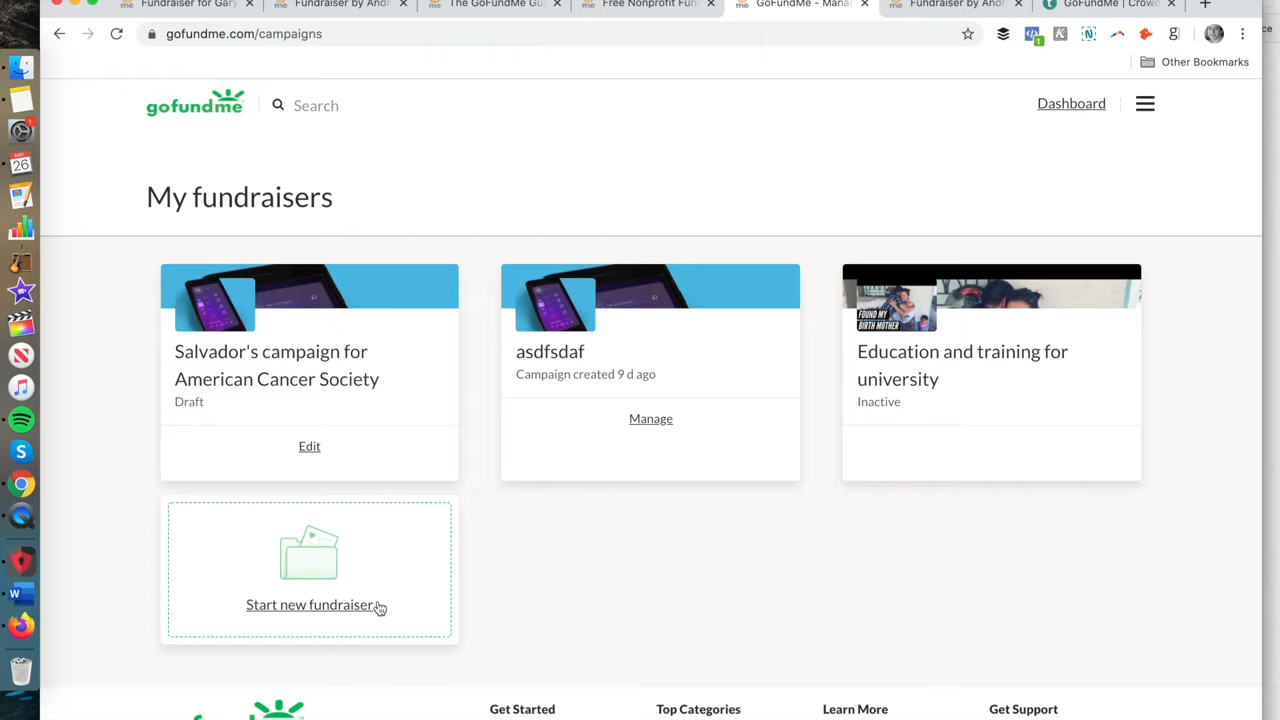 Fundraiser for Gary
Fundraiser by Andr
The GoFundMe Gu
Free Nonprofit Fun
GoFundMe - Mana
Fundraiser by Andr
GoFundMe | Crowd
gofundme.com/campaigns
Other Bookmarks
gofundme
Search
Dashboard
My fundraisers
Salvador's campaign for
American Cancer Society
Draft
Edit
asdfsdaf
Campaign created 9 d ago
Manage
FOUND MY
BIRTH MOTHER
Education and training for
university
Inactive
Start new fundraiser
Get Started
Top Categories
Learn More
Get Support